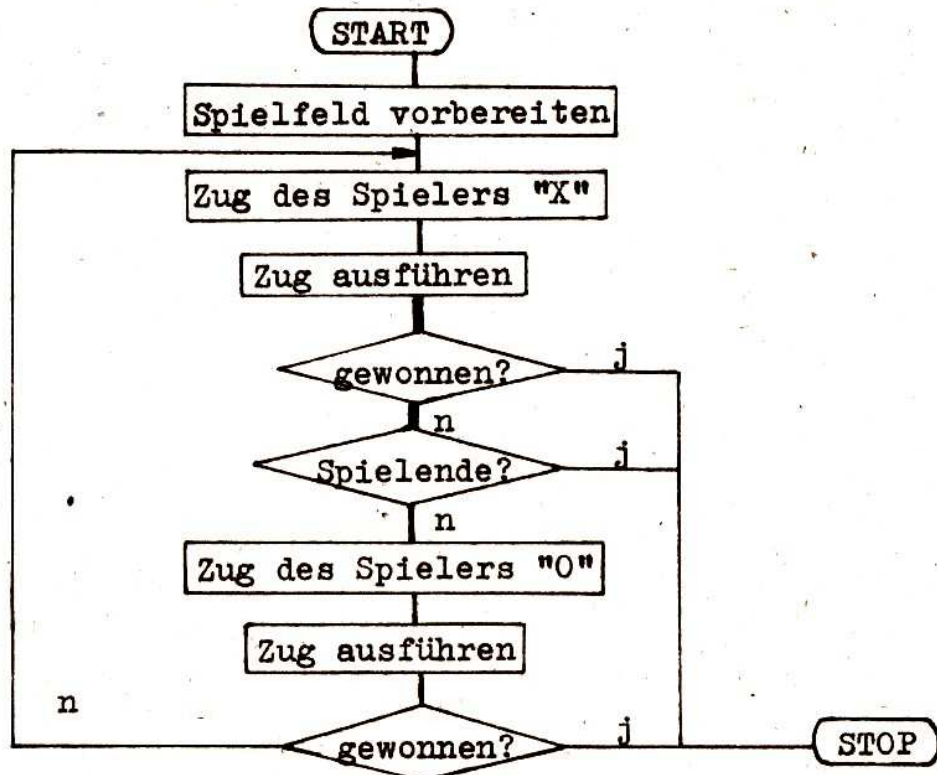 START
Spielfeld vorbereiten
Zug des Spielers "X"
Zug ausführen
gewonnen?
j
n
Spielende?
j
n
Zug des Spielers "O"
Zug ausführen
n
gewonnen?
j
STOP